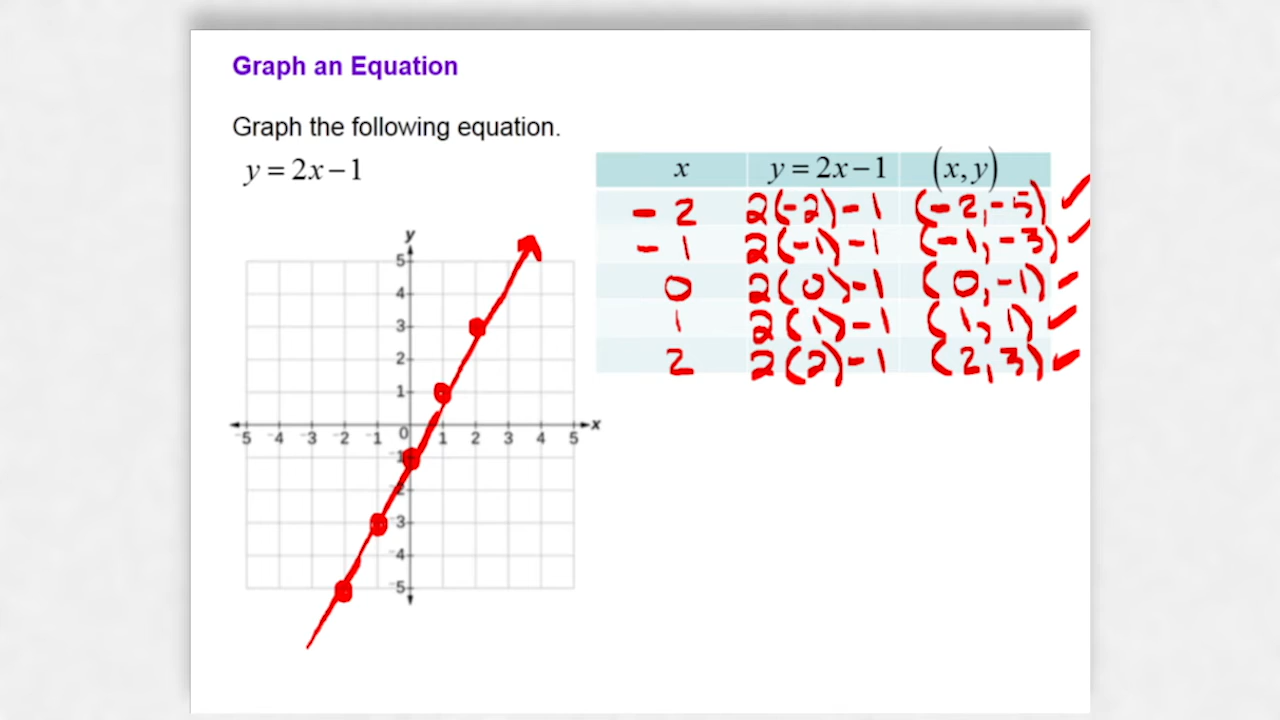 Graph an Equation
Graph the following equation.
y = 2x − 1
x y = 2x − 1 (x, y)
-2 2(-2)-1 (-2,-5) ✓
-1 2(-1)-1 (-1,-3) ✓
0 2(0)-1 (0,-1) ✓
1 2(1)-1 (1,1) ✓
2 2(2)-1 (2,3) ✓
y
5
4
3
2
1
-5 -4 -3 -2 -1 0 1 2 3 4 5 x
-1
-2
-3
-4
-5